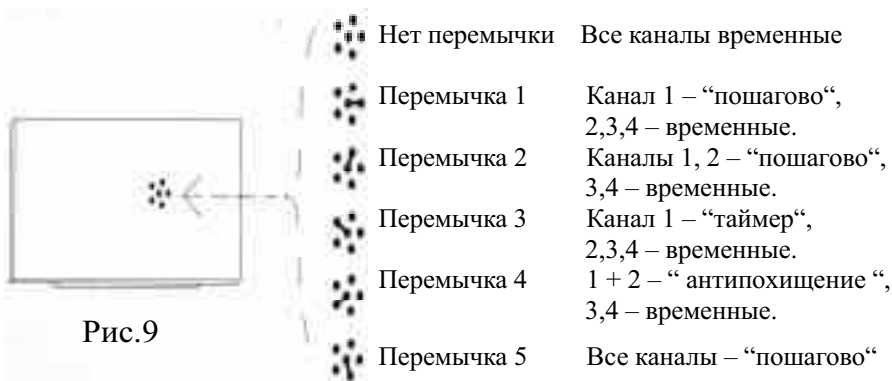 Нет перемычки Все каналы временные
Перемычка 1 Канал 1 – “пошагово“,
2,3,4 – временные.
Перемычка 2 Каналы 1, 2 – “пошагово“,
3,4 – временные.
Перемычка 3 Канал 1 – “таймер“,
2,3,4 – временные.
Перемычка 4 1 + 2 – “ антипохищение “,
3,4 – временные.
Рис.9
Перемычка 5 Все каналы – “пошагово“